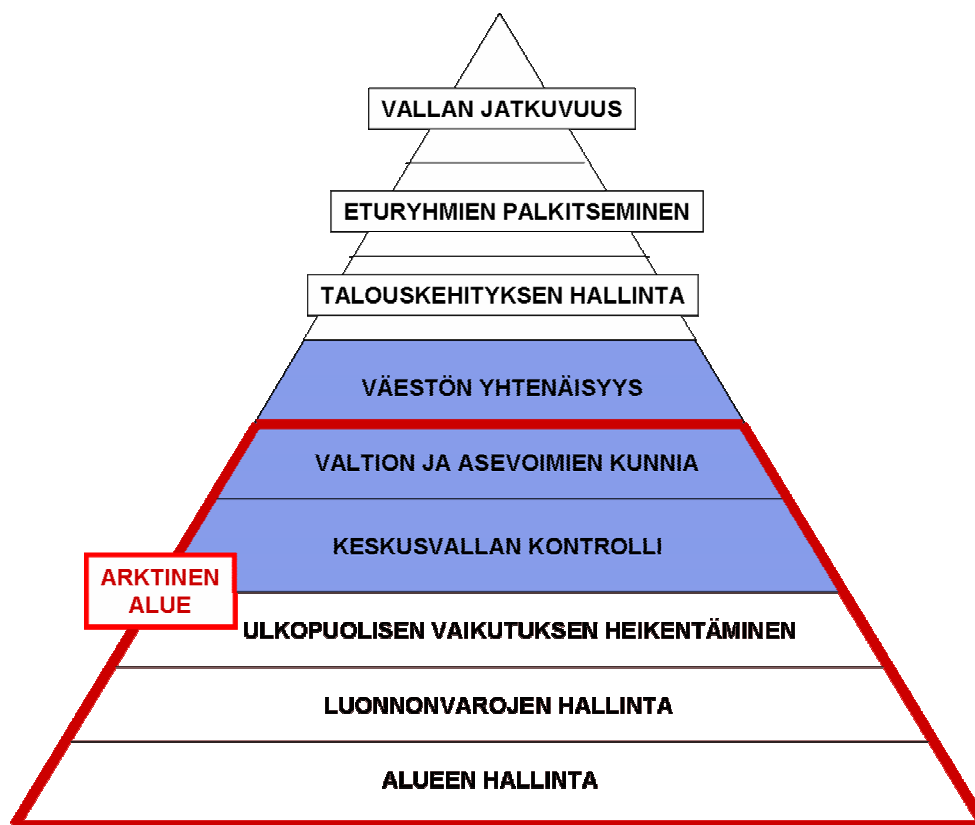 VALLAN JATKUVUUS
ETURYHMIEN PALKITSEMINEN
TALOUSKEHITYKSEN HALLINTA
VÄESTÖN YHTENÄISYYS
VALTION JA ASEVOIMIEN KUNNIA
KESKUSVALLAN KONTROLLI
ARKTINEN
ALUE
ULKOPUOLISEN VAIKUTUKSEN HEIKENTÄMINEN
LUONNONVAROJEN HALLINTA
ALUEEN HALLINTA